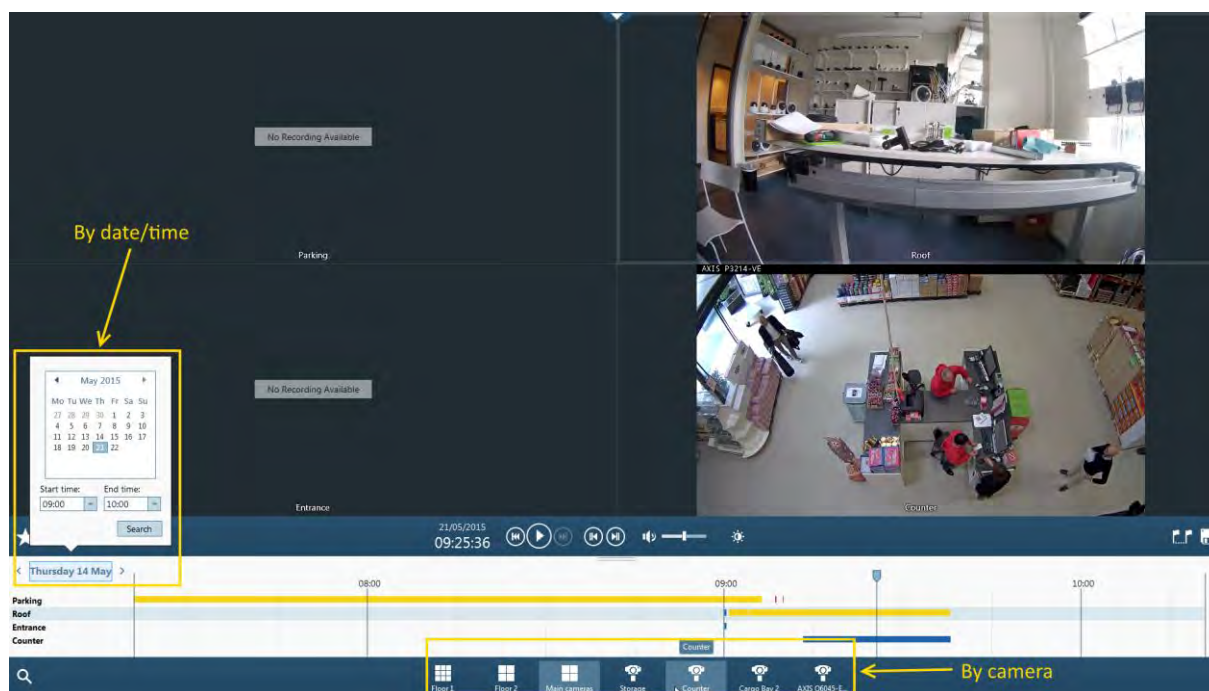 No Recording Available
Parking
Roof
By date/time
AXIS P3214-VE
No Recording Available
Entrance
Counter
May 2015
Mo Tu We Th Fr Sa Su
27 28 29 30 1 2 3
4 5 6 7 8 9 10
11 12 13 14 15 16 17
18 19 20 21 22
Start time: End time:
09:00 10:00
Search
21/05/2015
09:25:36
Thursday 14 May
08:00 09:00 10:00
Parking
Roof
Entrance
Counter
Counter
Floor 1 Floor 2 Main cameras Storage Counter Cargo Bay 2
By camera